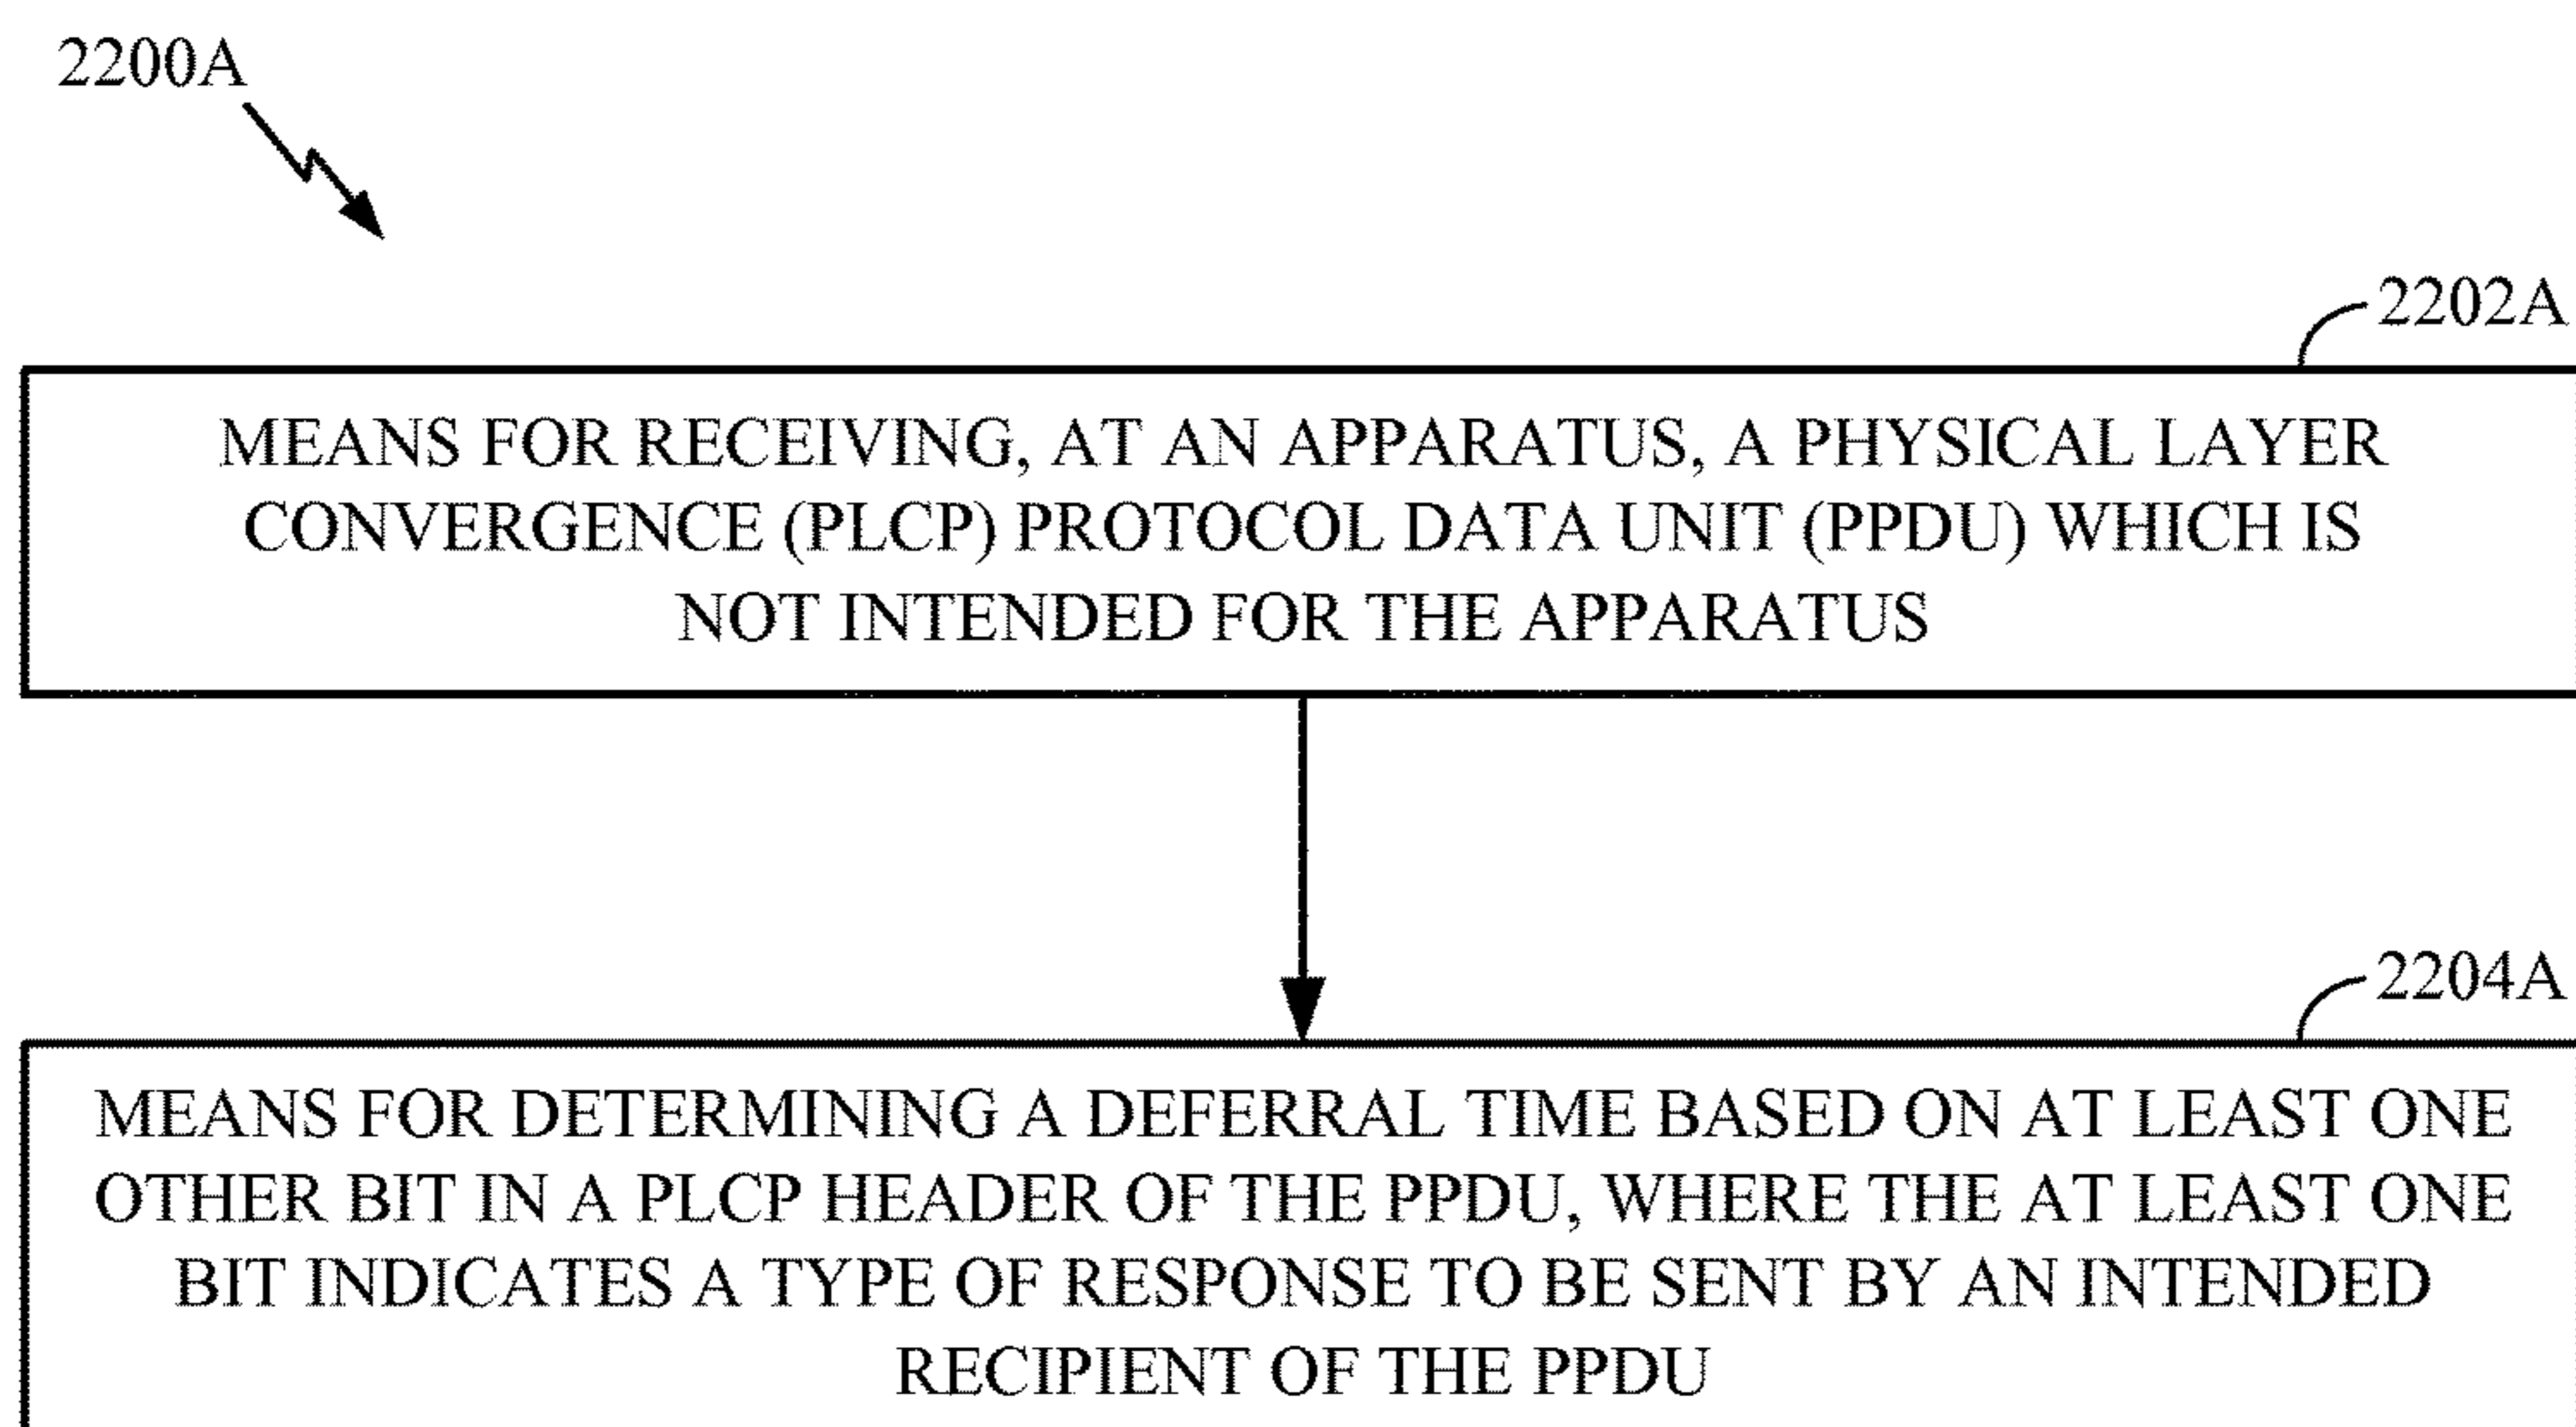 2200A
2202A
MEANS FOR RECEIVING, AT AN APPARATUS, A PHYSICAL LAYER
CONVERGENCE (PLCP) PROTOCOL DATA UNIT (PPDU) WHICH IS
NOT INTENDED FOR THE APPARATUS
2204A
MEANS FOR DETERMINING A DEFERRAL TIME BASED ON AT LEAST ONE
OTHER BIT IN A PLCP HEADER OF THE PPDU, WHERE THE AT LEAST ONE
BIT INDICATES A TYPE OF RESPONSE TO BE SENT BY AN INTENDED
RECIPIENT OF THE PPDU